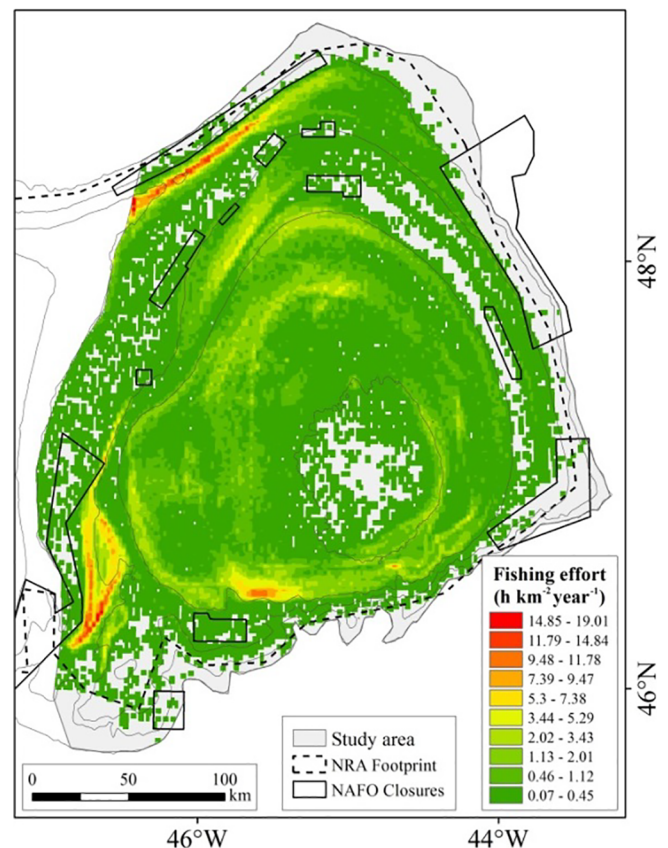 48°N
46°N
Fishing effort
(h km-2 year-1)
14.85 - 19.01
11.79 - 14.84
9.48 - 11.78
7.39 - 9.47
5.3 - 7.38
3.44 - 5.29
2.02 - 3.43
1.13 - 2.01
0.46 - 1.12
0.07 - 0.45
Study area
NRA Footprint
NAFO Closures
0 50 100
km
46°W 44°W